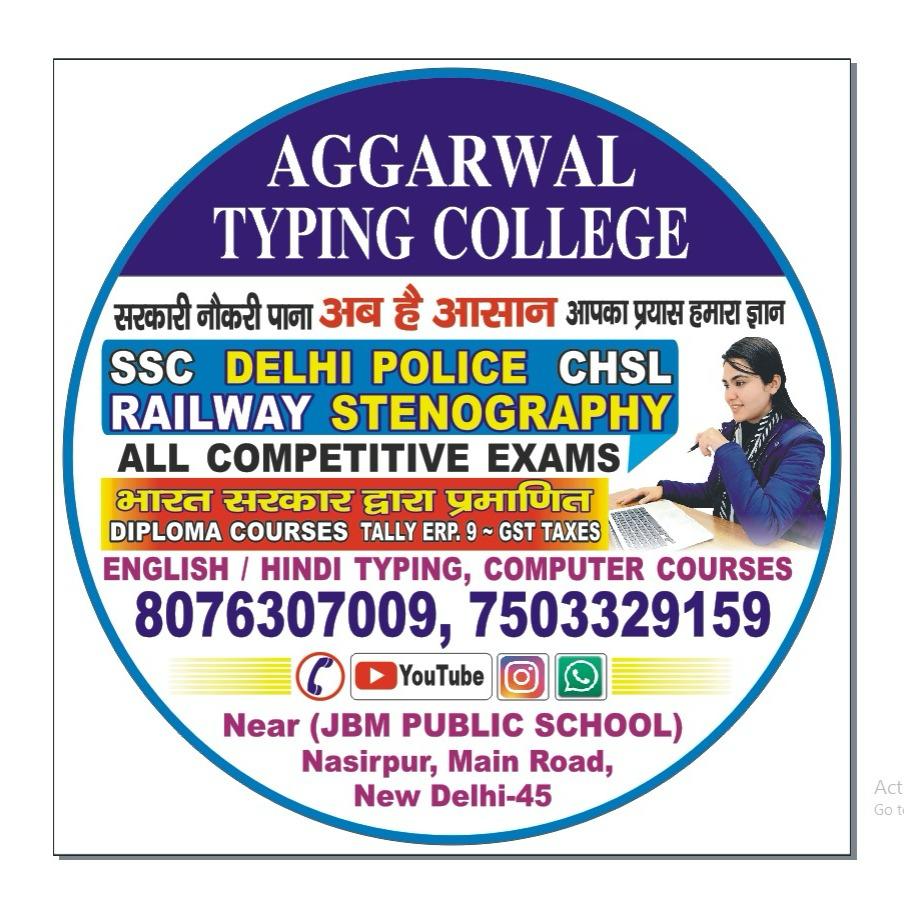 AGGARWAL
TYPING COLLEGE
सरकारी नौकरी पाना अब है आसान आपका प्रयास हमारा ज्ञान
SSC DELHI POLICE CHSL
RAILWAY STENOGRAPHY
ALL COMPETITIVE EXAMS
भारत सरकार द्वारा प्रमाणित
DIPLOMA COURSES TALLY ERP. 9 ~ GST TAXES
ENGLISH / HINDI TYPING, COMPUTER COURSES
8076307009, 7503329159
YouTube
Near (JBM PUBLIC SCHOOL)
Nasirpur, Main Road,
New Delhi-45
Act
Go t